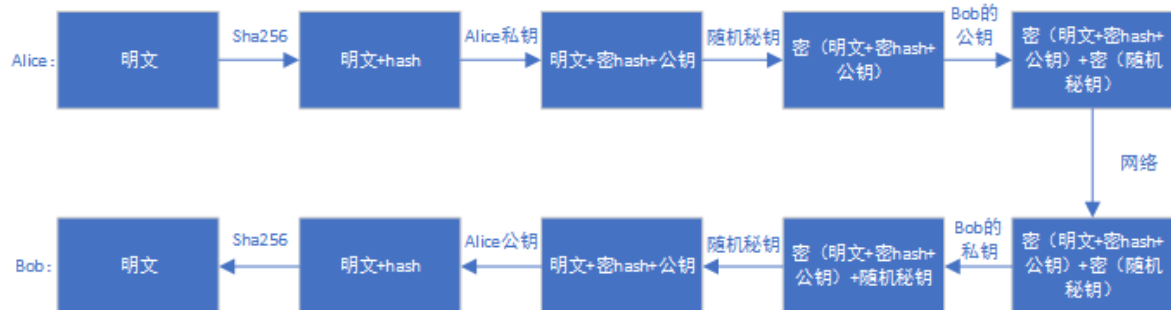 Alice：
明文
Sha256
明文+hash
Alice私钥
明文+密hash+公钥
随机秘钥
密（明文+密hash+
公钥）
Bob的
公钥
密（明文+密hash+
公钥）+密（随机
秘钥）
网络
Bob：
明文
Sha256
明文+hash
Alice公钥
明文+密hash+公钥
随机秘钥
密（明文+密hash+
公钥）+随机秘钥
Bob的
私钥
密（明文+密hash+
公钥）+密（随机
秘钥）